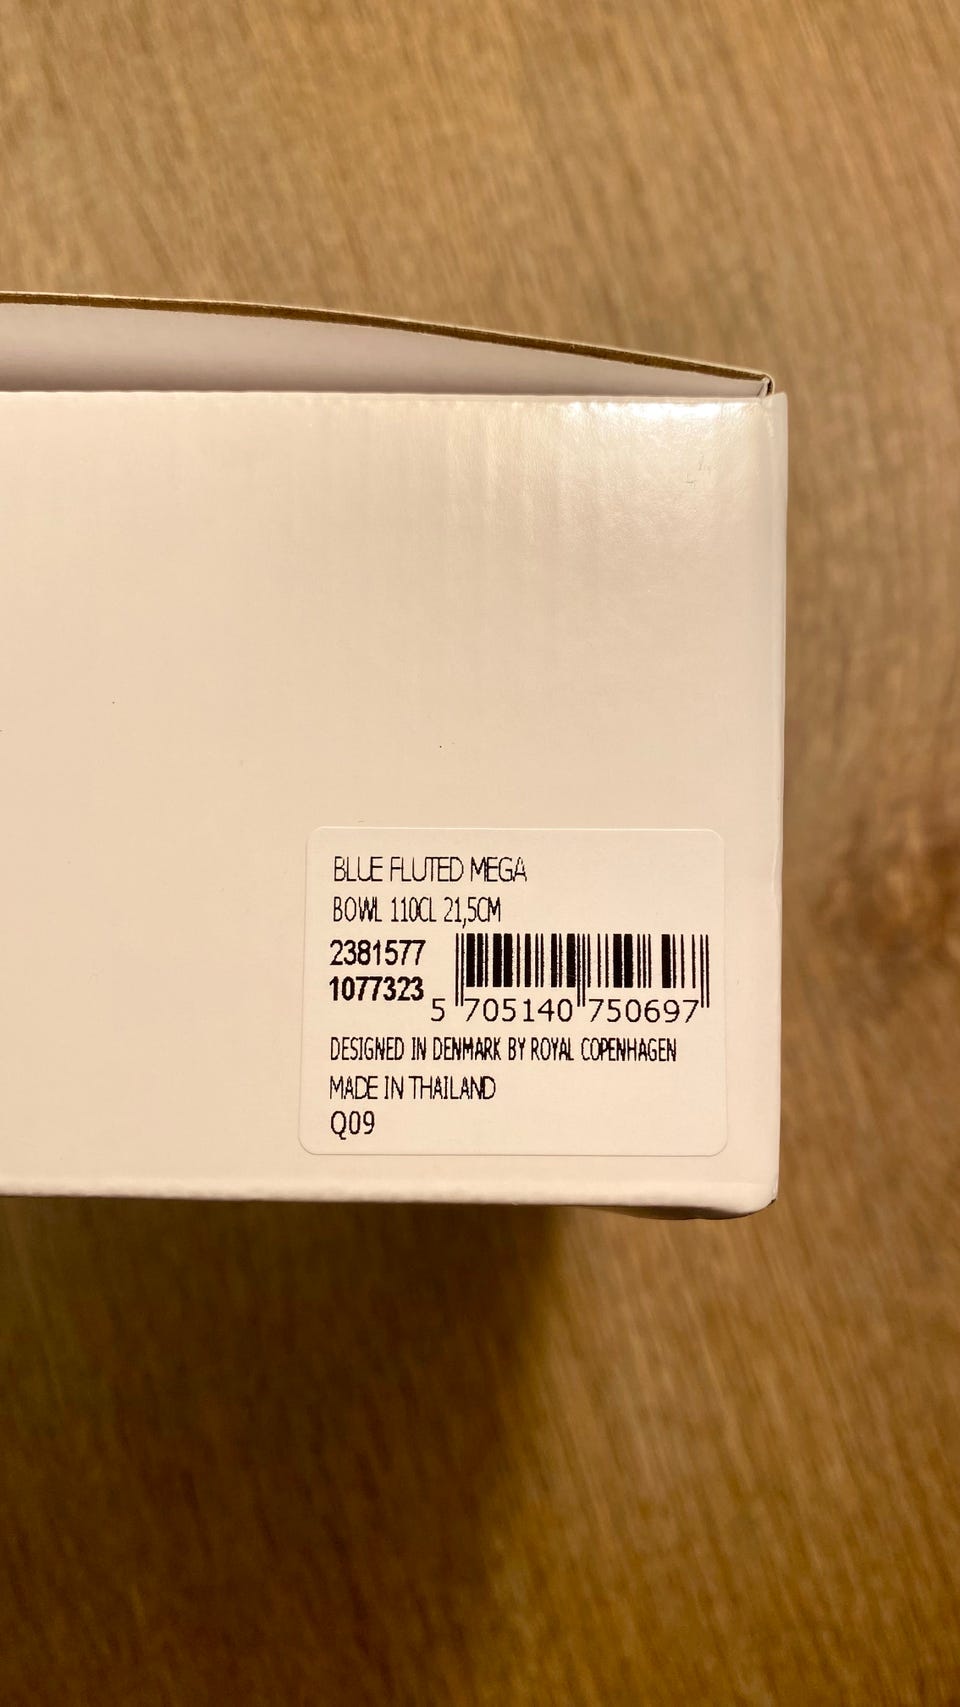 BLUE FLUTED MEGA
BOWL 110CL 21,5CM
2381577
1077323
5 705140 750697
DESIGNED IN DENMARK BY ROYAL COPENHAGEN
MADE IN THAILAND
Q09